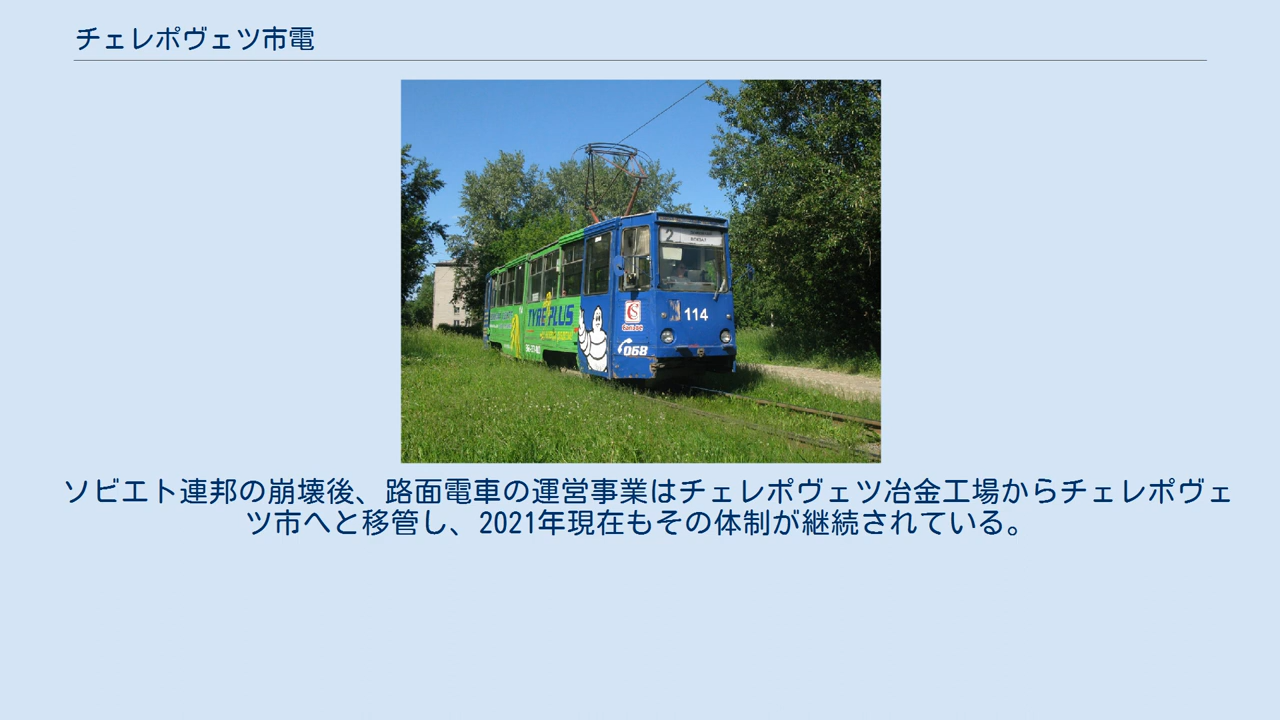 チェレポヴェツ市電
2
TYRE PLUS
114
068
ソビエト連邦の崩壊後、路面電車の運営事業はチェレポヴェツ冶金工場からチェレポヴェ
ツ市へと移管し、2021年現在もその体制が継続されている。